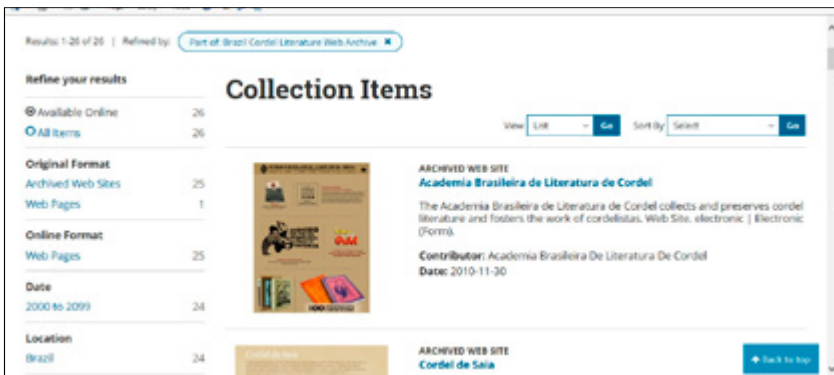 Results: 1-26 of 26 | Refined by: Part of: Brazil Cordel Literature Web Archive ✖
Refine your results
Available Online 26
All Items 26
Original Format
Archived Web Sites 25
Web Pages 1
Online Format
Web Pages 25
Date
2000 to 2099 24
Location
Brazil 24
Collection Items
View List Go Sort By Select Go
ARCHIVED WEB SITE
Academia Brasileira de Literatura de Cordel
The Academia Brasileira de Literatura de Cordel collects and preserves cordel
literature and fosters the work of cordelistas. Web Site. electronic | Electronic
(Form).
Contributor: Academia Brasileira De Literatura De Cordel
Date: 2010-11-30
Cordel de Saia
ARCHIVED WEB SITE
Cordel de Saia
Back to top